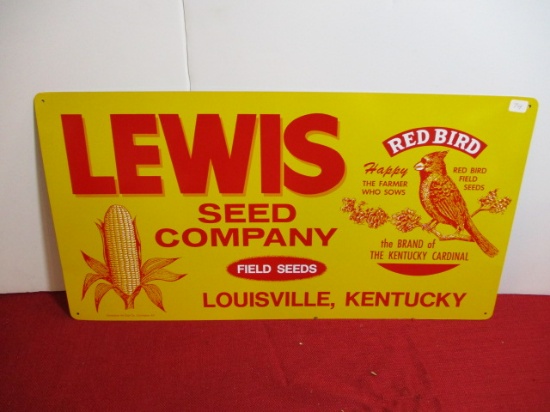 LEWIS
SEED
COMPANY
FIELD SEEDS
LOUISVILLE, KENTUCKY
RED BIRD
Happy
THE FARMER
WHO SOWS
RED BIRD
FIELD
SEEDS
the BRAND of
THE KENTUCKY CARDINAL